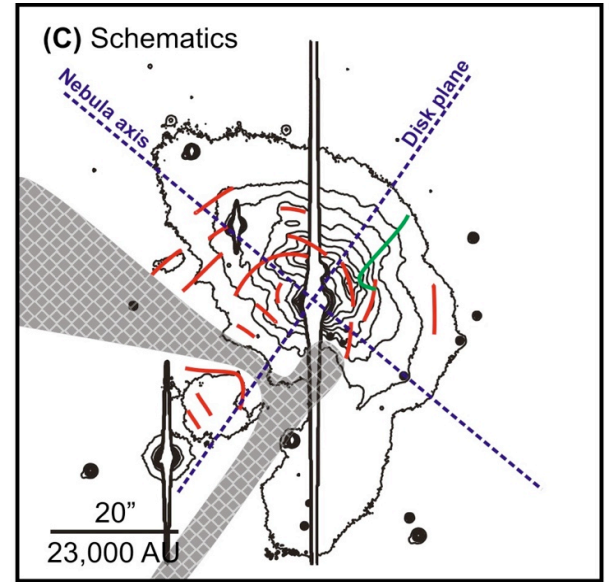 (C) Schematics
Nebula axis
Disk plane
20”
23,000 AU